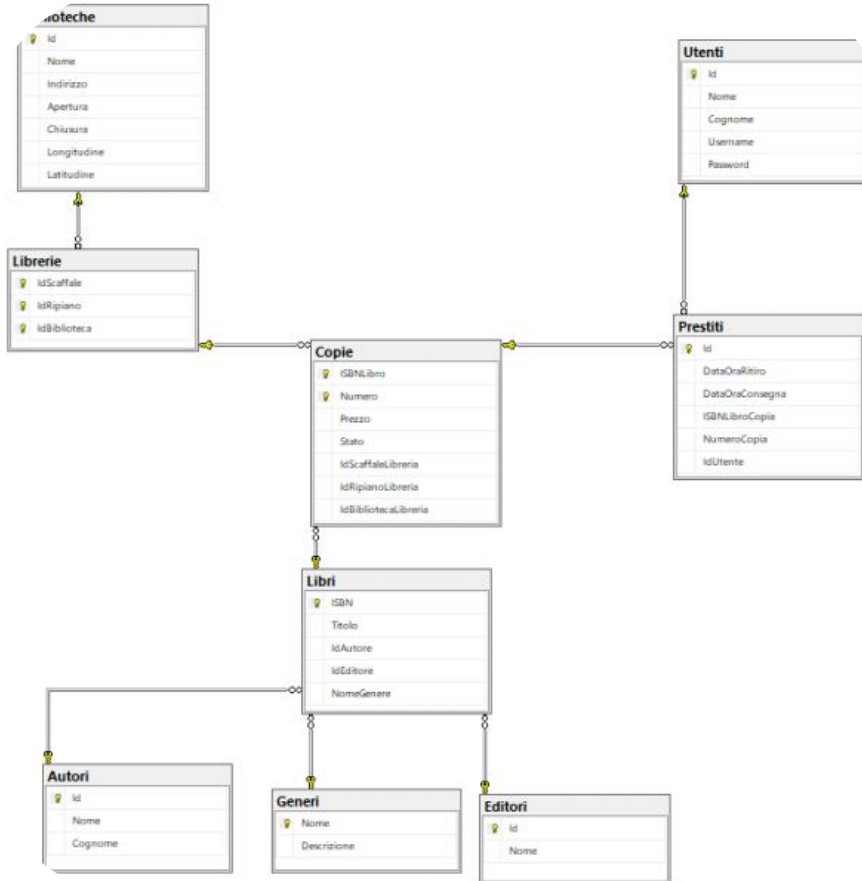 ioteche
Id
Nome
Indirizzo
Apertura
Chiusura
Longitudine
Latitudine
Utenti
Id
Nome
Cognome
Username
Password
Librerie
IdScaffale
IdRipiano
IdBiblioteca
Copie
ISBNLibro
Numero
Prezzo
Stato
IdScaffaleLibreria
IdRipianoLibreria
IdBibliotecaLibreria
Prestiti
Id
DataOraRitiro
DataOraConsegna
ISBNLibroCopia
NumeroCopia
IdUtente
Libri
ISBN
Titolo
IdAutore
IdEditore
NomeGenere
Autori
Id
Nome
Cognome
Generi
Nome
Descrizione
Editori
Id
Nome